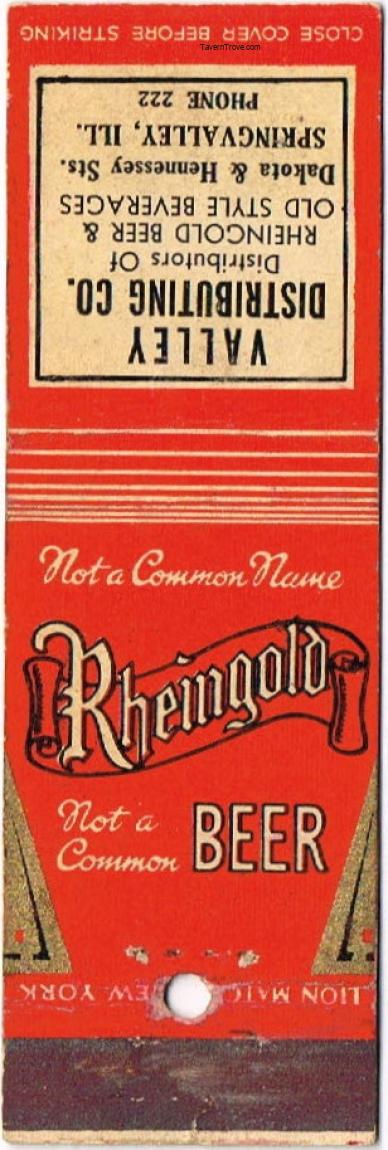 CLOSE COVER BEFORE STRIKING
TavernTrove.com
VALLEY
DISTRIBUTING CO.
Distributors Of
RHEINGOLD BEER &
OLD STYLE BEVERAGES
Dakota & Hennessey Sts.
SPRINGVALLEY, ILL.
PHONE 222
Not a Common Name
Rheingold
Not a
Common BEER
LION EW YORK